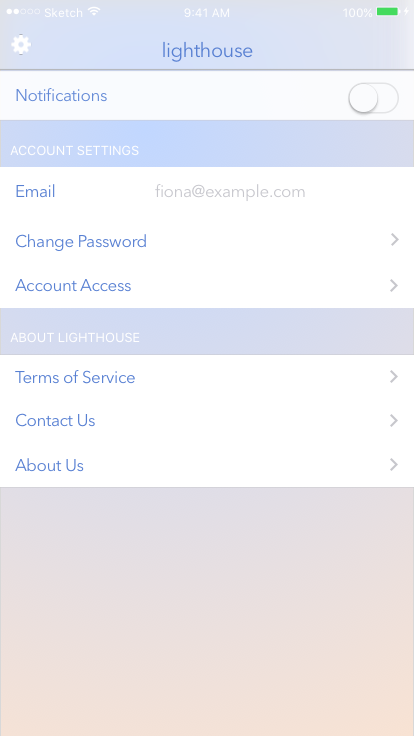 Sketch 9:41 AM 100%
lighthouse
Notifications
ACCOUNT SETTINGS
Email fiona@example.com
Change Password
Account Access
ABOUT LIGHTHOUSE
Terms of Service
Contact Us
About Us